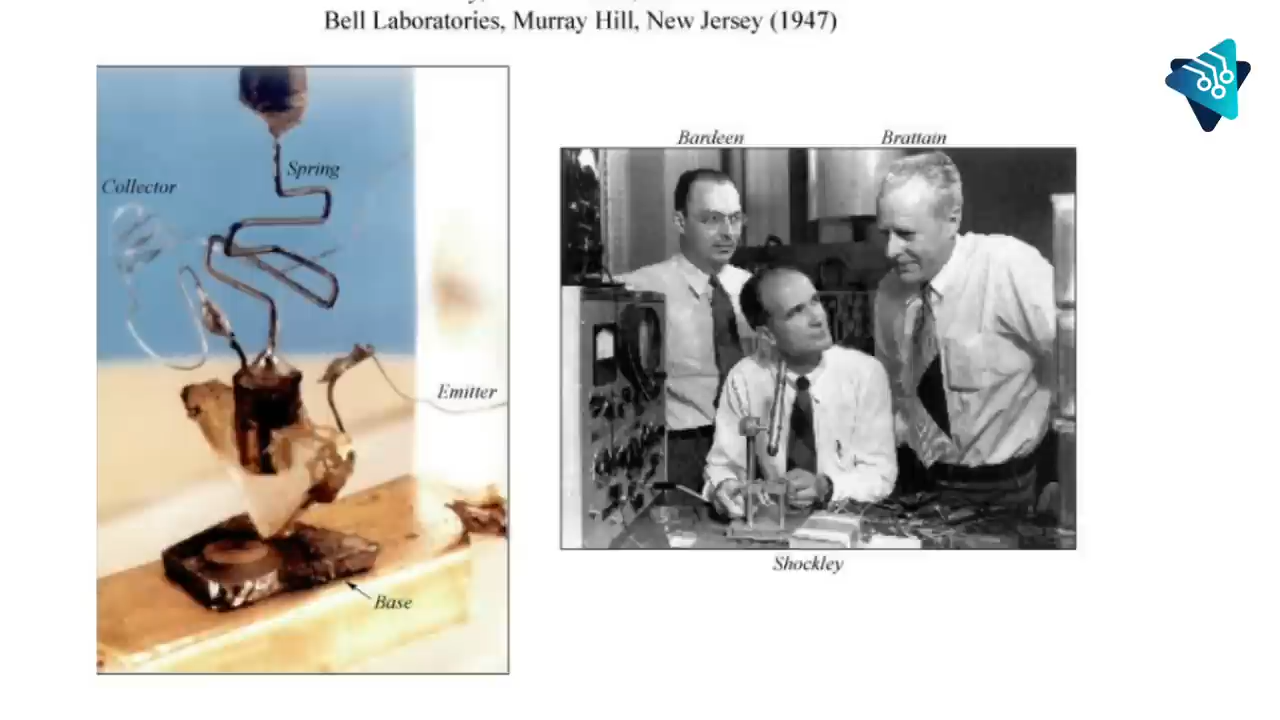 Bell Laboratories, Murray Hill, New Jersey (1947)
Collector
Spring
Emitter
Base
Bardeen
Brattain
Shockley